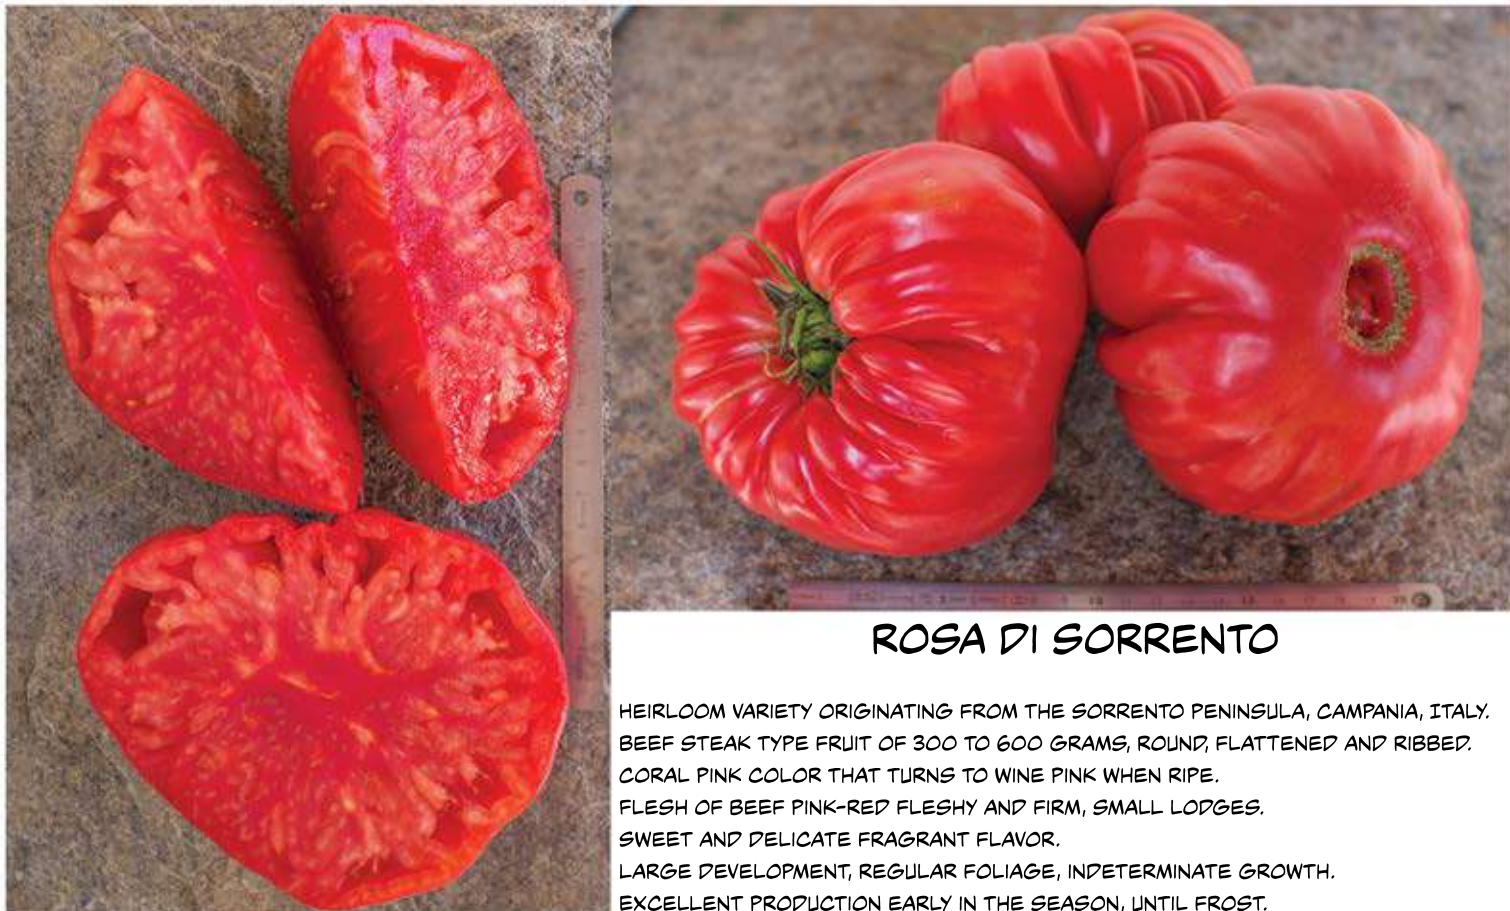 ROSA DI SORRENTO
HEIRLOOM VARIETY ORIGINATING FROM THE SORRENTO PENINSULA, CAMPANIA, ITALY.
BEEF STEAK TYPE FRUIT OF 300 TO 600 GRAMS, ROUND, FLATTENED AND RIBBED.
CORAL PINK COLOR THAT TURNS TO WINE PINK WHEN RIPE.
FLESH OF BEEF PINK-RED FLESHY AND FIRM, SMALL LODGES.
SWEET AND DELICATE FRAGRANT FLAVOR.
LARGE DEVELOPMENT, REGULAR FOLIAGE, INDETERMINATE GROWTH.
EXCELLENT PRODUCTION EARLY IN THE SEASON, UNTIL FROST.